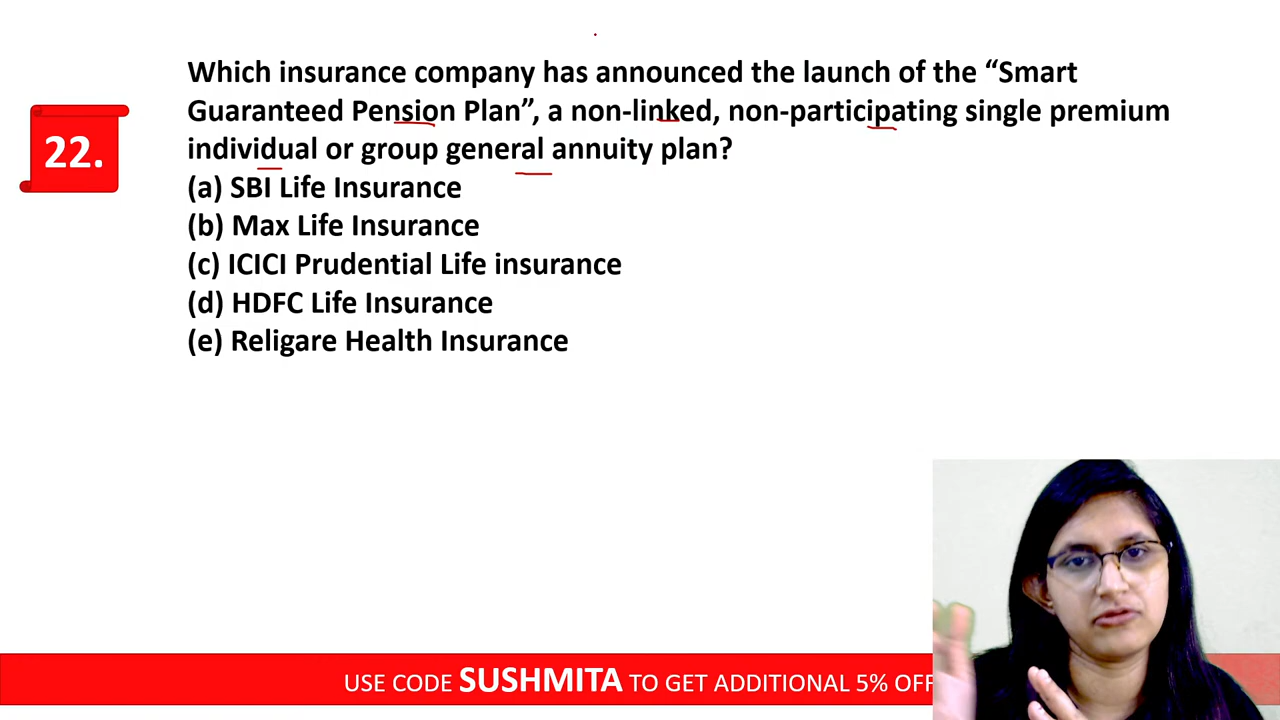 Which insurance company has announced the launch of the “Smart
Guaranteed Pension Plan”, a non-linked, non-participating single premium
22.
individual or group general annuity plan?
(a) SBI Life Insurance
(b) Max Life Insurance
(c) ICICI Prudential Life insurance
(d) HDFC Life Insurance
(e) Religare Health Insurance
USE CODE SUSHMITA TO GET ADDITIONAL 5% OFF